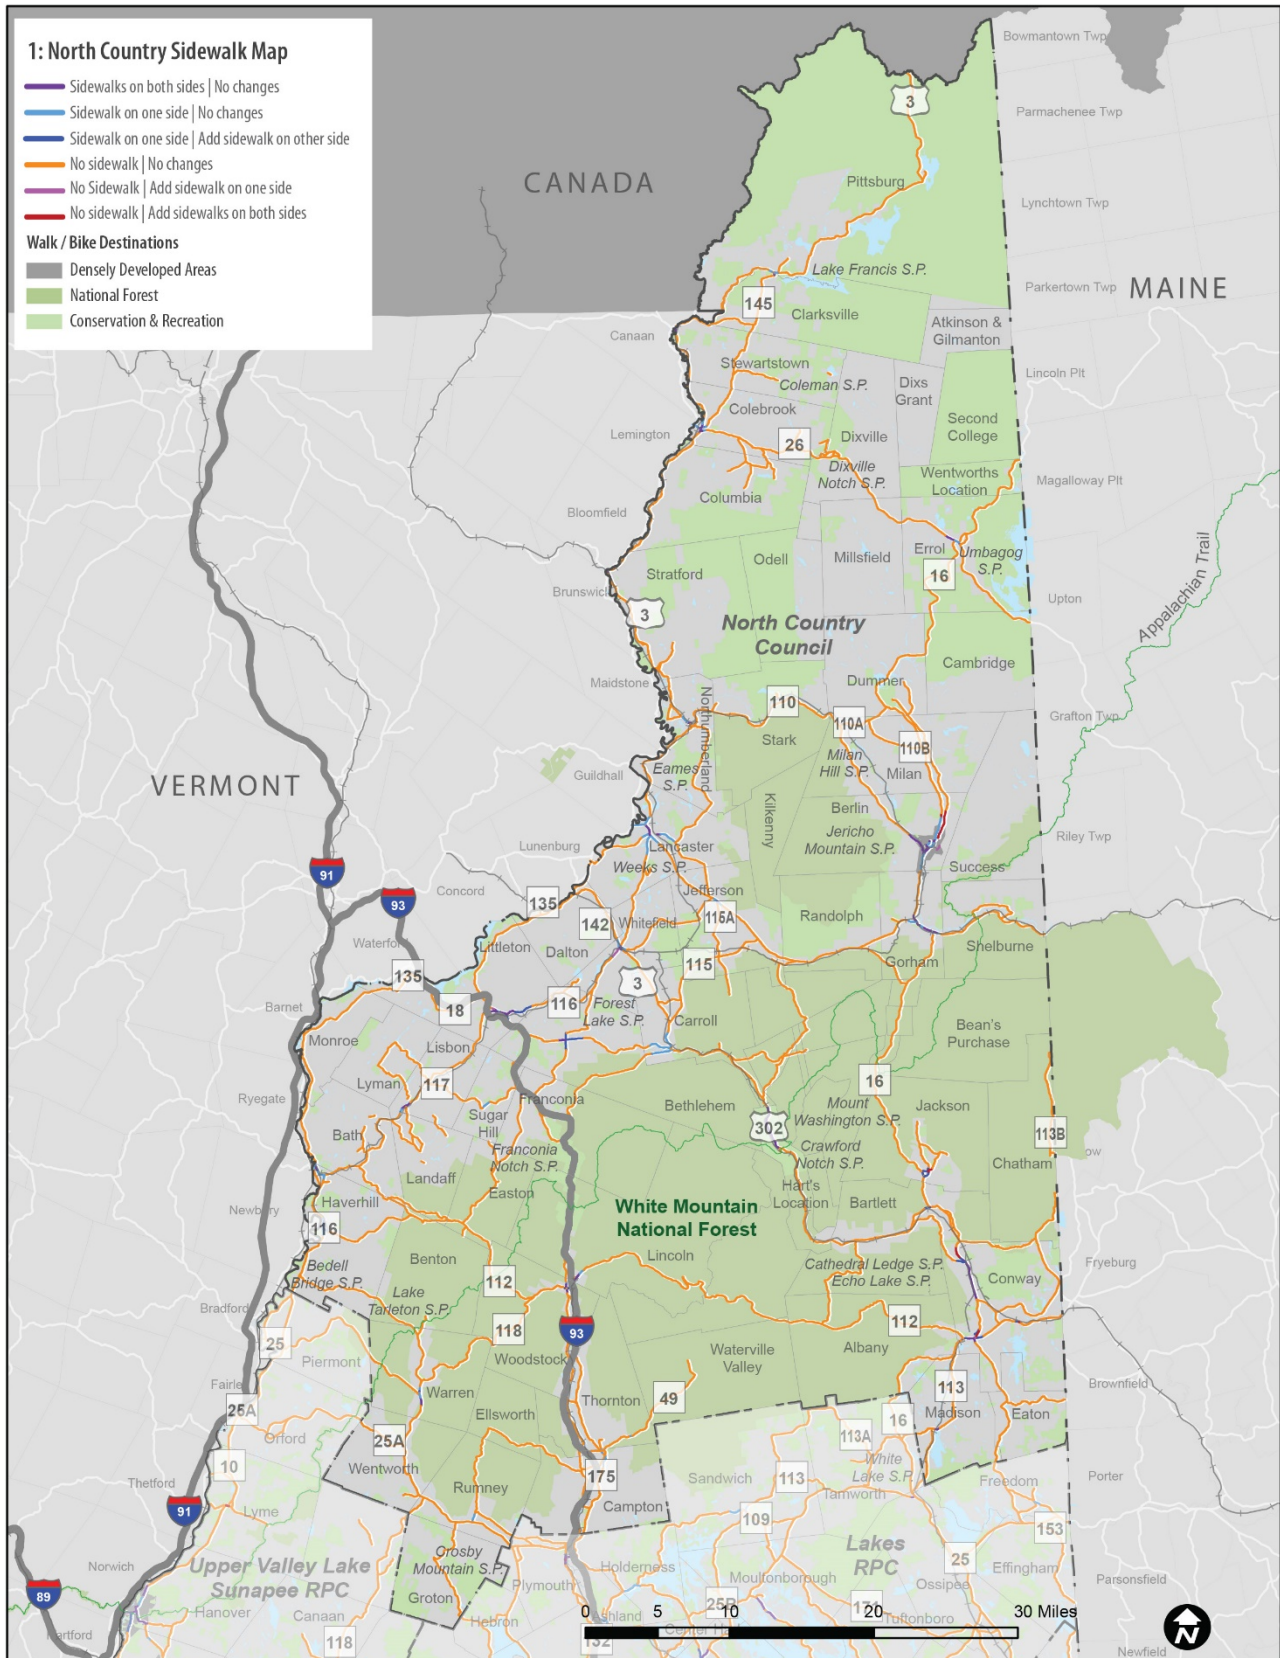 1: North Country Sidewalk Map
Sidewalks on both sides | No changes
Sidewalk on one side | No changes
Sidewalk on one side | Add sidewalk on other side
No sidewalk | No changes
No Sidewalk | Add sidewalk on one side
No sidewalk | Add sidewalks on both sides
Walk / Bike Destinations
Densely Developed Areas
National Forest
Conservation & Recreation
Bowmantown Twp
3
Parmachenee Twp
CANADA
Pittsburg
Lynchtown Twp
Lake Francis S.P.
Parkertown Twp
MAINE
145
Clarksville
Atkinson &
Gilmanton
Canaan
Stewartstown
Coleman S.P.
Dixs
Grant
Lincoln Plt
Colebrook
Second
College
Lemington
26
Dixville
Dixville
Notch S.P.
Wentworths
Location
Magalloway Plt
Columbia
Bloomfield
Odell
Millsfield
Errol
Umbagog
S.P.
Stratford
16
Brunswick
3
Upton
Appalachian Trail
North Country
Council
Cambridge
Maidstone
Dummer
Northumberland
110
110A
Grafton Twp
Stark
110B
Milan
Hill S.P.
Milan
VERMONT
Guildhall
Eames
S.P.
Kilkenny
Berlin
Jericho
Mountain S.P.
Riley Twp
Lunenburg
Lancaster
Weeks S.P.
Success
91
Concord
Jefferson
93
135
142
Whitefield
115A
Randolph
Waterford
Littleton
Dalton
Shelburne
135
115
Gorham
18
116
3
Forest
Lake S.P.
Carroll
Barnet
Bean's
Purchase
Monroe
Lisbon
Lyman
117
16
Ryegate
Franconia
Bethlehem
Mount
Washington S.P.
Jackson
Sugar
Hill
302
113B
Bath
Franconia
Notch S.P.
Crawford
Notch S.P.
ow
Chatham
Landaff
Easton
Hart's
Location
Bartlett
Haverhill
White Mountain
National Forest
Newbury
116
Lincoln
Benton
Cathedral Ledge S.P.
Echo Lake S.P.
Fryeburg
Bedell
Bridge S.P.
112
Conway
Lake
Tarleton S.P.
Bradford
118
93
112
25
Woodstock
Waterville
Valley
Albany
Piermont
Fairle
Warren
Thornton
49
113
Brownfield
25A
Ellsworth
Madison
Eaton
16
Orford
25A
113A
White
Lake S.P.
10
Wentworth
175
Sandwich
113
Freedom
Porter
Thetford
Rumney
Tamworth
91
Lyme
Campton
109
153
Norwich
Crosby
Mountain S.P.
Lakes
RPC
Upper Valley Lake
Sunapee RPC
Holderness
25
Effingham
89
Plymouth
Moultonborough
Ossipee
Parsonsfield
Groton
25B
171
Hanover
Canaan
Hebron
Tuftonboro
0 5 10 20 30 Miles
ashland
Hartford
118
132
Newfield
N